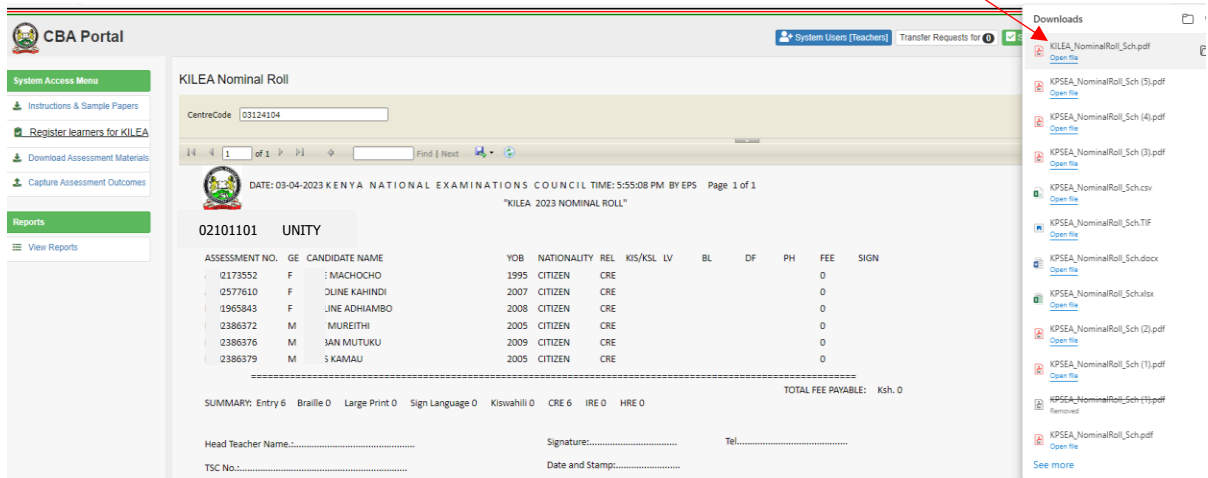 CBA Portal
System Users [Teachers]
Transfer Requests for 0
System Access Menu
Instructions & Sample Papers
Register learners for KILEA
Download Assessment Materials
Capture Assessment Outcomes
Reports
View Reports
KILEA Nominal Roll
CentreCode 03124104
1 of 1 Find | Next
DATE: 03-04-2023 K E N Y A N A T I O N A L E X A M I N A T I O N S C O U N C I L TIME: 5:55:08 PM BY EPS Page 1 of 1
"KILEA 2023 NOMINAL ROLL"
02101101 UNITY
ASSESSMENT NO. GE CANDIDATE NAME YOB NATIONALITY REL KIS/KSL LV BL DF PH FEE SIGN
02173552 F MACHOCHO 1995 CITIZEN CRE 0
02577610 F OLINE KAHINDI 2007 CITIZEN CRE 0
01965843 F LINE ADHIAMBO 2008 CITIZEN CRE 0
02386372 M MUREITHI 2005 CITIZEN CRE 0
02386376 M BAN MUTUKU 2009 CITIZEN CRE 0
02386379 M S KAMAU 2005 CITIZEN CRE 0
TOTAL FEE PAYABLE: Ksh. 0
SUMMARY: Entry 6 Braille 0 Large Print 0 Sign Language 0 Kiswahili 0 CRE 6 IRE 0 HRE 0
Head Teacher Name.:............................................ Signature:................................ Tel........................................
TSC No.:............................................................. Date and Stamp:........................
Downloads
KILEA_NominalRoll_Sch.pdf
Open file
KPSEA_NominalRoll_Sch (5).pdf
Open file
KPSEA_NominalRoll_Sch (4).pdf
Open file
KPSEA_NominalRoll_Sch (3).pdf
Open file
KPSEA_NominalRoll_Sch.csv
Open file
KPSEA_NominalRoll_Sch.TIF
Open file
KPSEA_NominalRoll_Sch.docx
Open file
KPSEA_NominalRoll_Sch.xlsx
Open file
KPSEA_NominalRoll_Sch (2).pdf
Open file
KPSEA_NominalRoll_Sch (1).pdf
Open file
KPSEA_NominalRoll_Sch (1).pdf
Removed
KPSEA_NominalRoll_Sch.pdf
Open file
See more